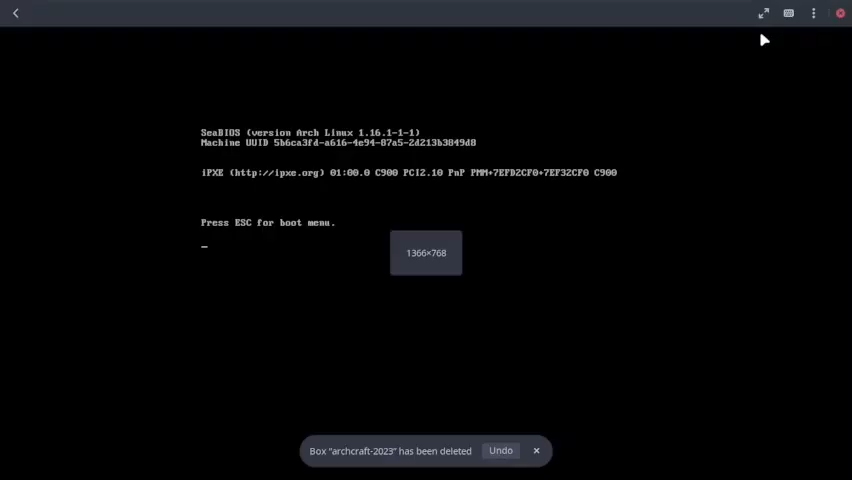 SeaBIOS (version Arch Linux 1.16.1-1-1)
Machine UUID 5b6ca3fd-a616-4e94-87a5-2d213b3849d8
iPXE (http://ipxe.org) 01:00.0 C900 PCI2.10 PnP PMM+7EFD2CF0+7EF32CF0 C900
Press ESC for boot menu.
1366×768
Box "archcraft-2023" has been deleted Undo